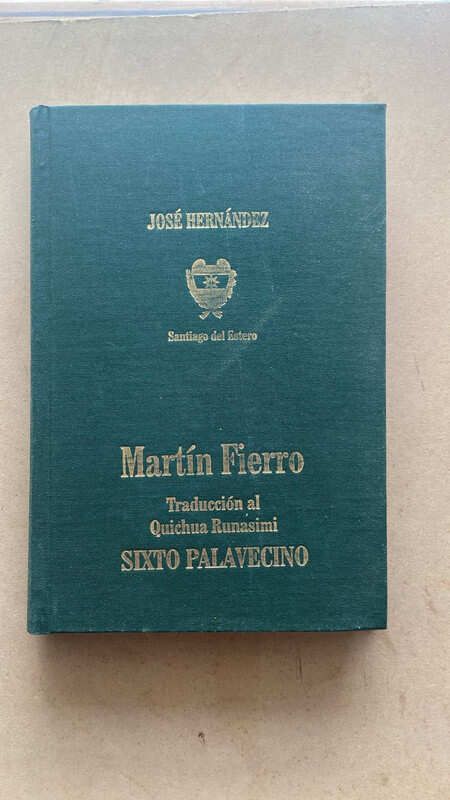 JOSÉ HERNÁNDEZ
Santiago del Estero
Martín Fierro
Traducción al
Quichua Runasimi
SIXTO PALAVECINO